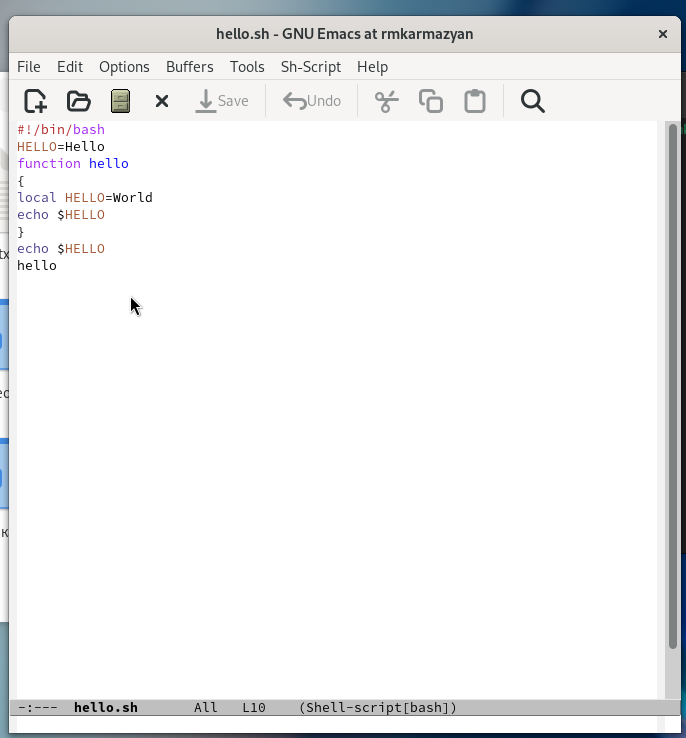 hello.sh - GNU Emacs at rmkarmazyan
File Edit Options Buffers Tools Sh-Script Help
Save Undo
#!/bin/bash
HELLO=Hello
function hello
{
local HELLO=World
echo $HELLO
}
echo $HELLO
hello
-:--- hello.sh All L10 (Shell-script[bash])